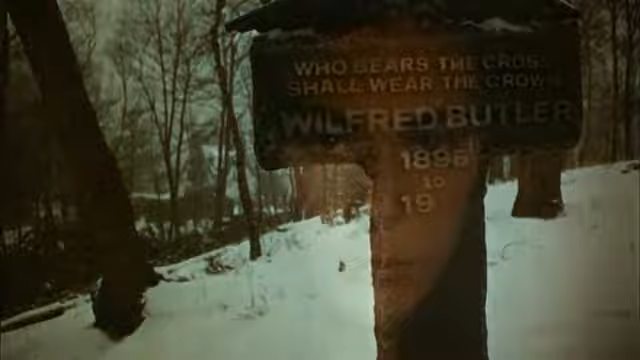 WHO BEARS THE CROSS
SHALL WEAR THE CROWN
WILFRED BUTLER
1896
to
19